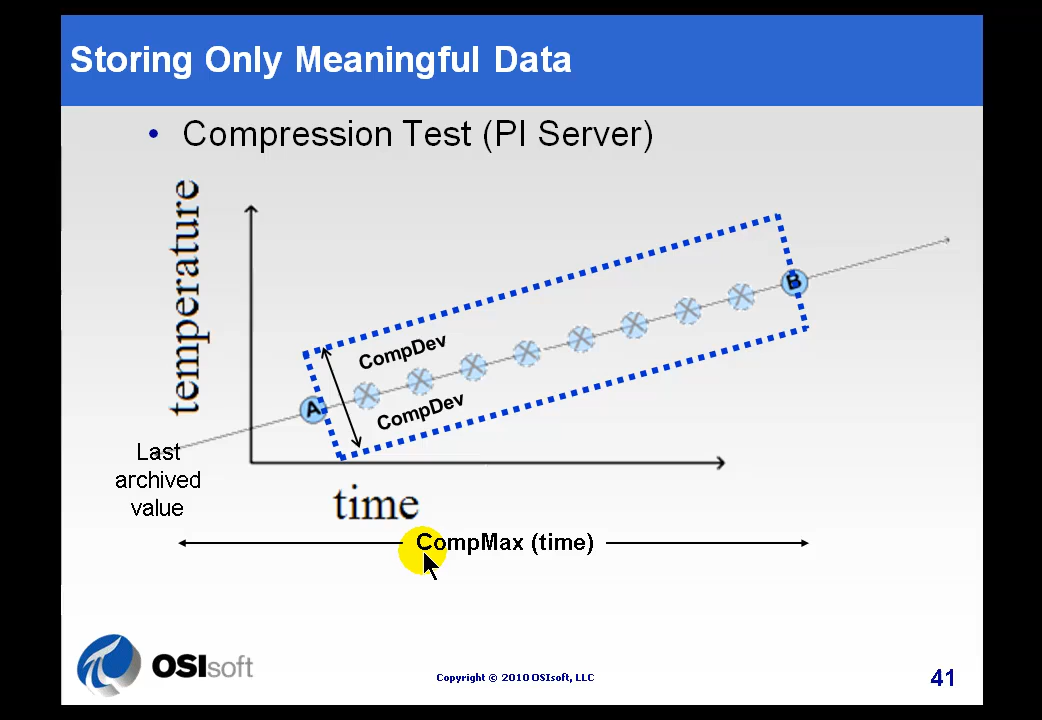 Storing Only Meaningful Data
• Compression Test (PI Server)
temperature
CompDev
CompDev
A
B
Last
archived
value
time
CompMax (time)
OSIsoft
Copyright © 2010 OSIsoft, LLC
41